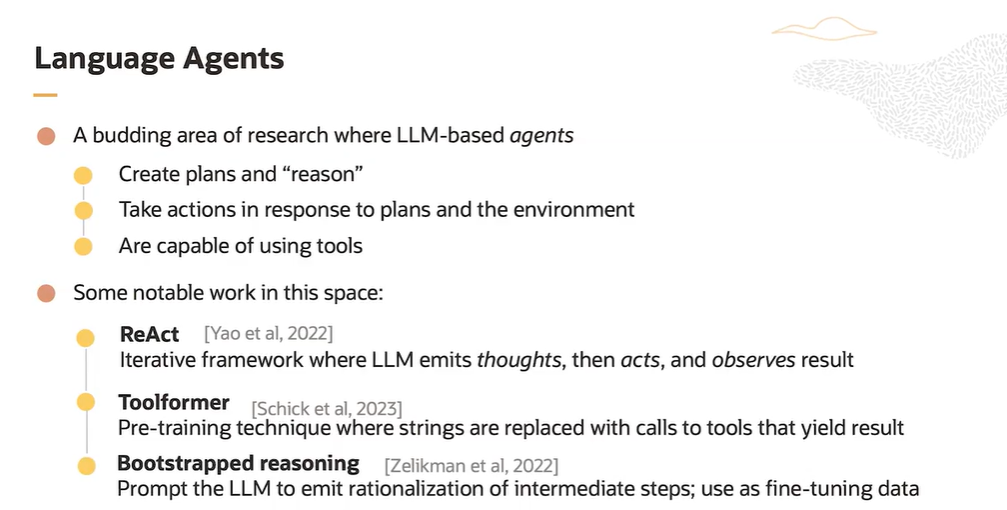 Language Agents
A budding area of research where LLM-based agents
Create plans and “reason”
Take actions in response to plans and the environment
Are capable of using tools
Some notable work in this space:
ReAct [Yao et al, 2022]
Iterative framework where LLM emits thoughts, then acts, and observes result
Toolformer [Schick et al, 2023]
Pre-training technique where strings are replaced with calls to tools that yield result
Bootstrapped reasoning [Zelikman et al, 2022]
Prompt the LLM to emit rationalization of intermediate steps; use as fine-tuning data